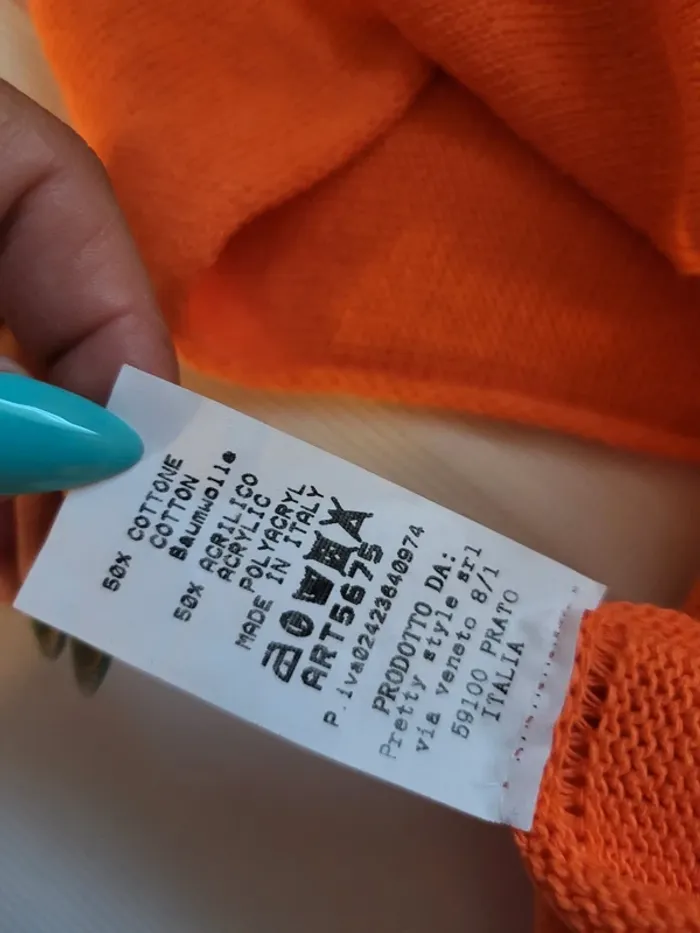 50% COTTONE
COTTON
Baumwolle
50% ACRILICO
ACRYLIC
POLYACRYL
MADE IN ITALY
ART5675
P.iva02423640974
PRODOTTO DA:
Pretty style srl
via veneto 8/1
59100 PRATO
ITALIA